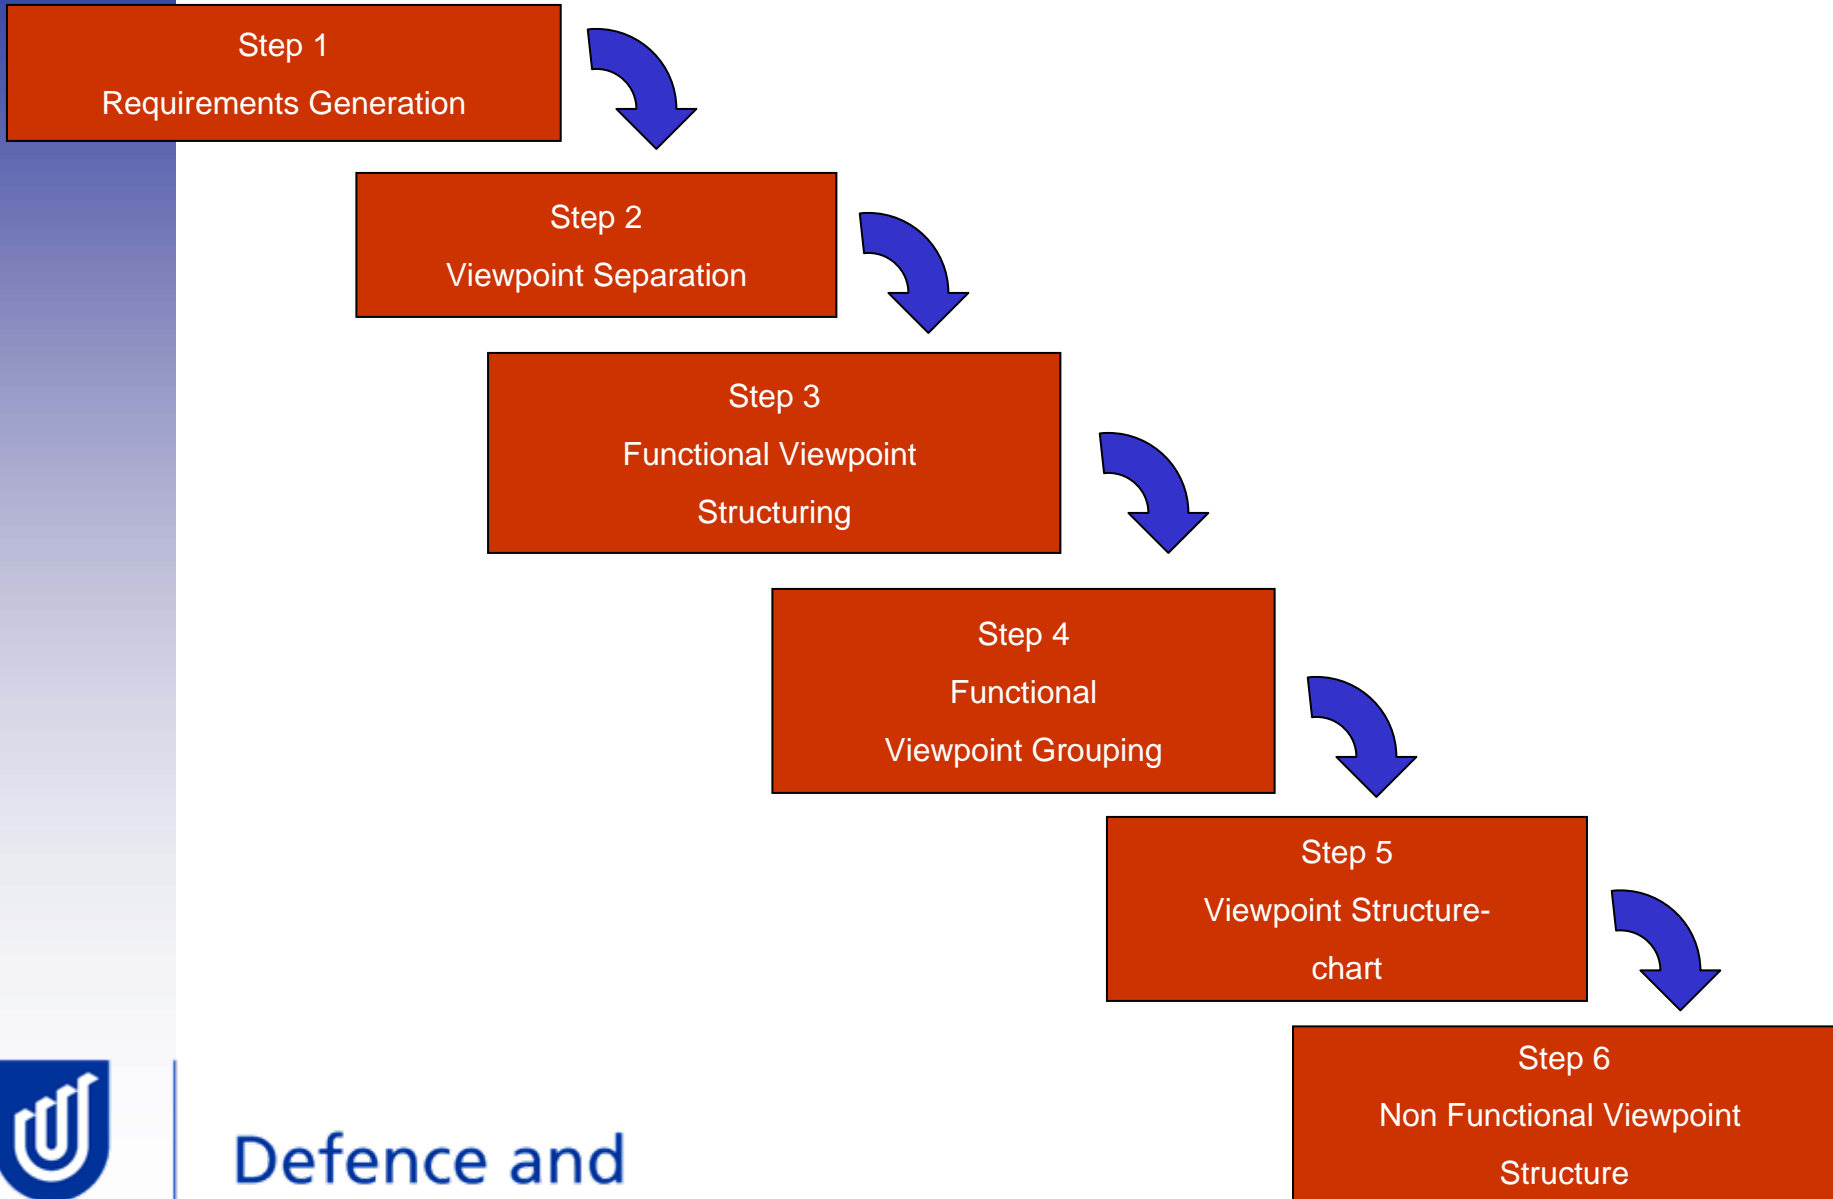 Step 1
Requirements Generation
Step 2
Viewpoint Separation
Step 3
Functional Viewpoint
Structuring
Step 4
Functional
Viewpoint Grouping
Step 5
Viewpoint Structure-
chart
Step 6
Non Functional Viewpoint
Structure
Defence and